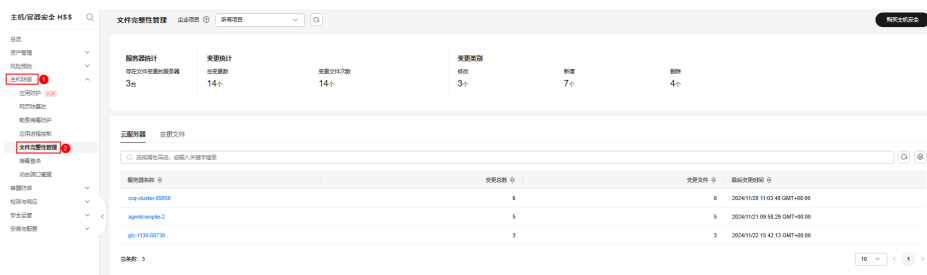 主机/容器安全 HSS
总览
资产管理
风险预防
主机防御 1
应用防护
网页防篡改
勒索病毒防护
应用进程控制
文件完整性管理 2
病毒查杀
动态端口蜜罐
容器防御
检测与响应
安全运营
安装与配置
文件完整性管理 企业项目 所有项目
购买主机安全
服务器统计 变更统计 变更类别
存在文件变更的服务器 总变更数 变更文件次数 修改 新增 删除
3台 14个 14个 3个 7个 4个
云服务器 变更文件
选择属性筛选，或输入关键字搜索
服务器名称 变更总数 变更文件 最后变更时间
zcq-cluster-89858 6 6 2024/11/20 11:03:48 GMT+08:00
agentcompile-2 5 5 2024/11/21 09:58:29 GMT+08:00
glz-1130-68736 3 3 2024/11/22 15:42:13 GMT+08:00
总条数: 3
10 1